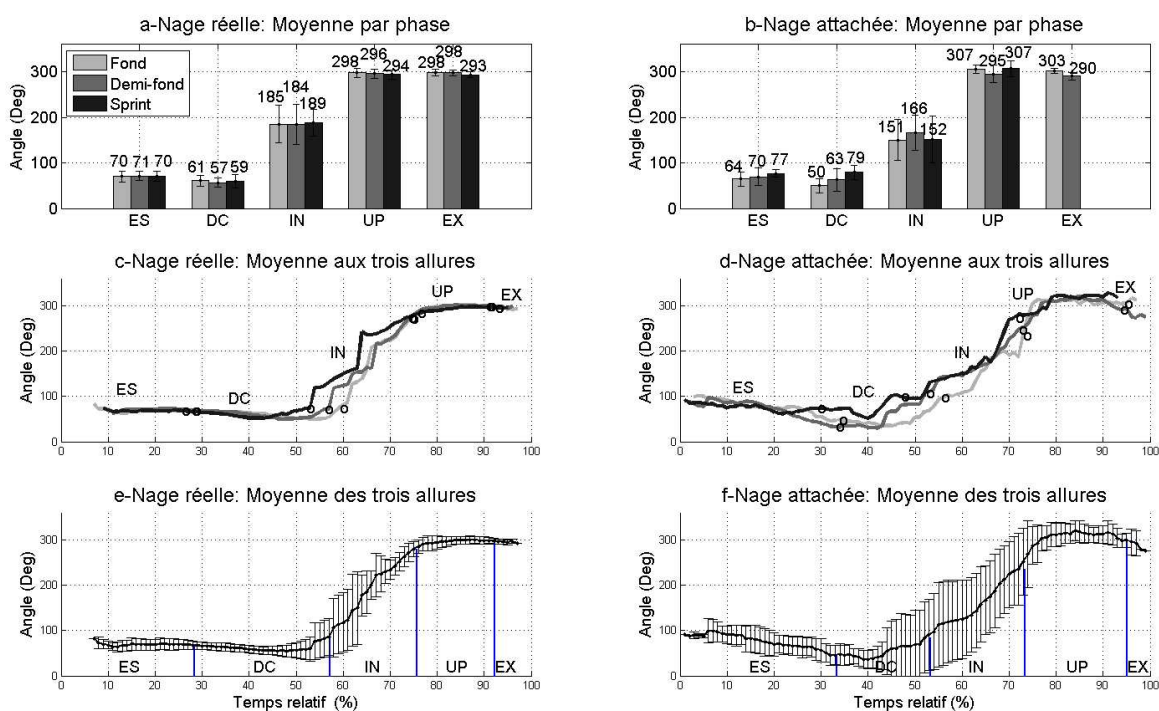 a-Nage réelle: Moyenne par phase
Angle (Deg)
300
200
100
0
Fond
Demi-fond
Sprint
70 71 70
61 57 59
185 184 189
298 296 294
298 298 293
ES DC IN UP EX
b-Nage attachée: Moyenne par phase
Angle (Deg)
300
200
100
0
64 70 77
50 63 79
151 166 152
307 295 307
303 290
ES DC IN UP EX
c-Nage réelle: Moyenne aux trois allures
Angle (Deg)
300
200
100
0
ES DC IN UP EX
0 10 20 30 40 50 60 70 80 90 100
d-Nage attachée: Moyenne aux trois allures
Angle (Deg)
300
200
100
0
ES DC IN UP EX
0 10 20 30 40 50 60 70 80 90 100
e-Nage réelle: Moyenne des trois allures
Angle (Deg)
300
200
100
0
ES DC IN UP EX
0 10 20 30 40 50 60 70 80 90 100
Temps relatif (%)
f-Nage attachée: Moyenne des trois allures
Angle (Deg)
300
200
100
0
ES DC IN UP EX
0 10 20 30 40 50 60 70 80 90 100
Temps relatif (%)